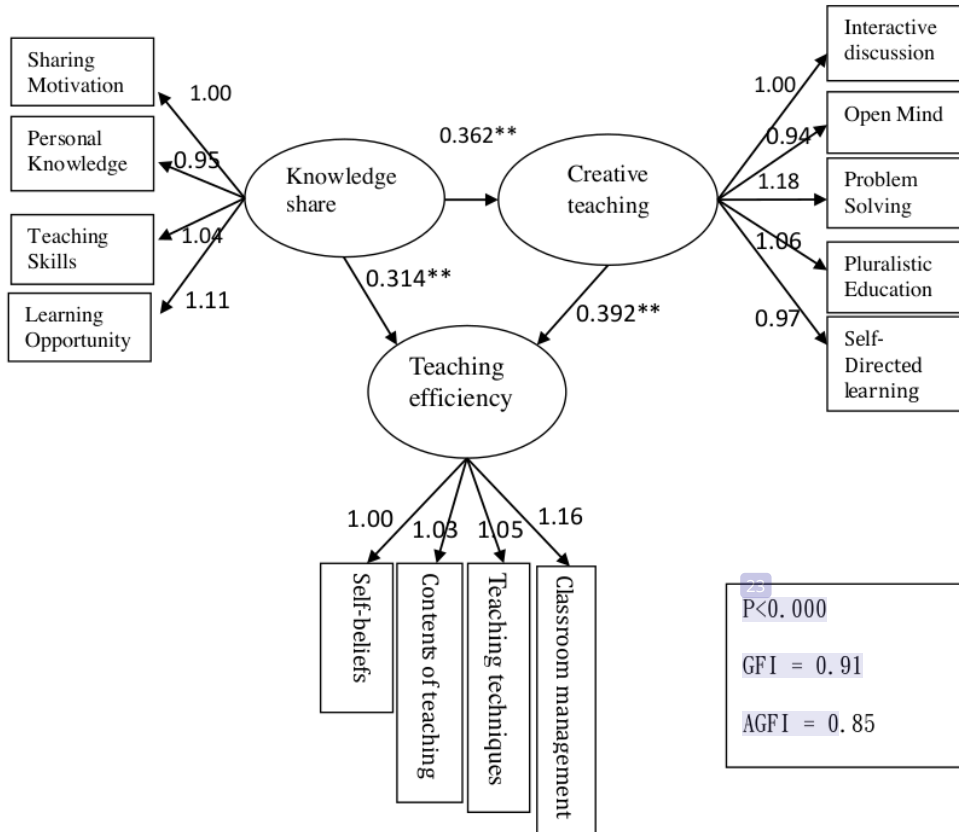 Sharing
Motivation
1.00
Personal
Knowledge
0.95
Teaching
Skills
1.04
Learning
Opportunity
1.11
Knowledge
share
0.362**
Creative
teaching
0.314**
0.392**
Teaching
efficiency
Interactive
discussion
1.00
Open Mind
0.94
Problem
Solving
1.18
Pluralistic
Education
1.06
Self-
Directed
learning
0.97
1.00
1.03
1.05
1.16
Self-beliefs
Contents of teaching
Teaching techniques
Classroom management
23
P<0.000
GFI = 0.91
AGFI = 0.85